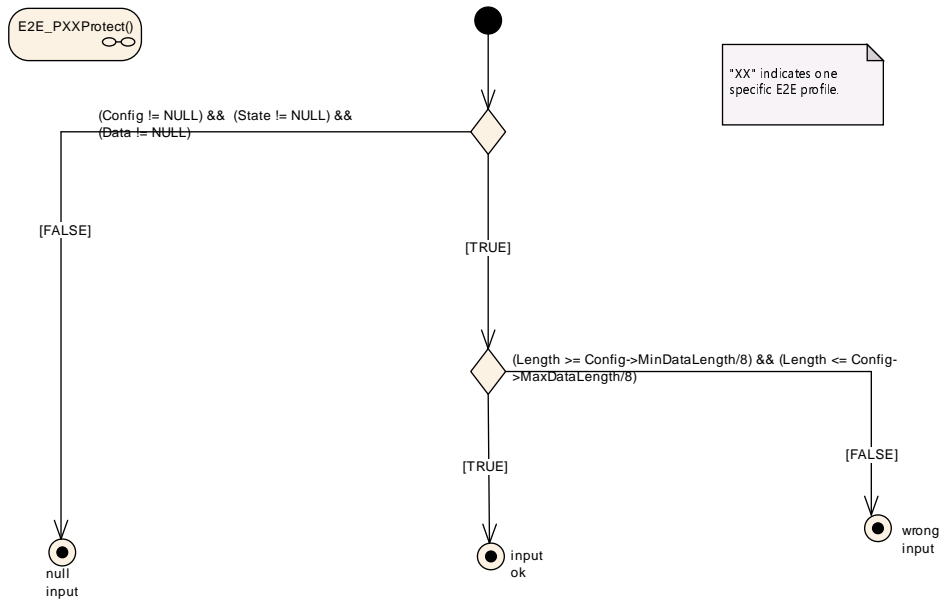 E2E_PXXProtect()
"XX" indicates one
specific E2E profile.
(Config != NULL) &&  (State != NULL) &&
(Data != NULL)
[FALSE]
[TRUE]
(Length >= Config->MinDataLength/8) && (Length <= Config-
>MaxDataLength/8)
[TRUE]
[FALSE]
null
input
input
ok
wrong
input